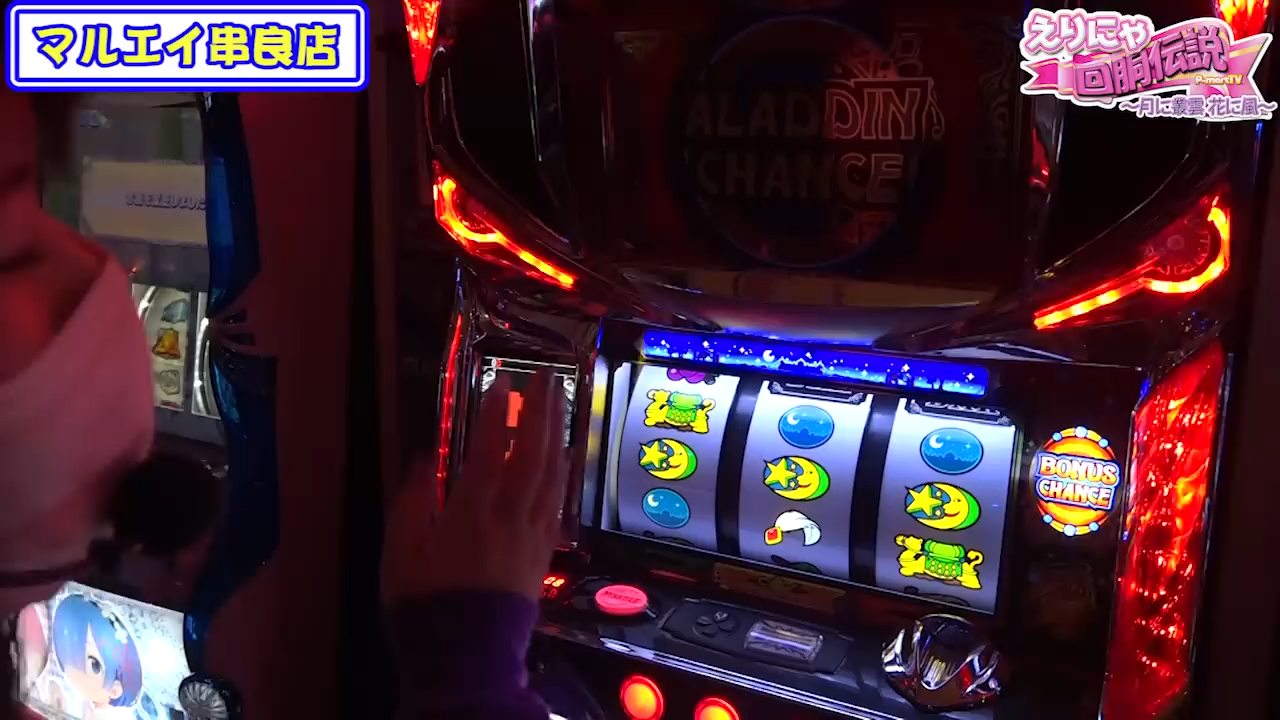 マルエイ串良店
えりにゃ
回胴伝説
P-martTV
～月に叢雲、花に風～
ALADDIN
CHANCE
BONUS
CHANCE